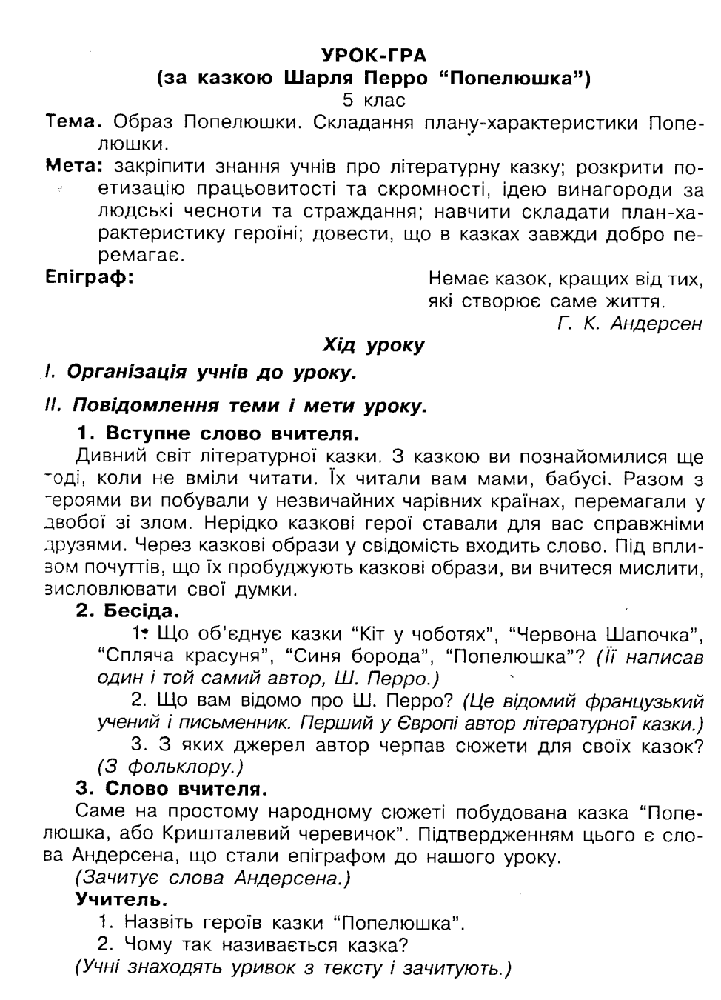 УРОК-ГРА
(за казкою Шарля Перро “Попелюшка”)
5 клас
Тема. Образ Попелюшки. Складання плану-характеристики Попе-
люшки.
Мета: закріпити знання учнів про літературну казку; розкрити по-
етизацію працьовитості та скромності, ідею винагороди за
людські чесноти та страждання; навчити складати план-ха-
рактеристику героїні; довести, що в казках завжди добро пе-
ремагає.
Епіграф: Немає казок, кращих від тих,
які створює саме життя.
Г. К. Андерсен
Хід уроку
I. Організація учнів до уроку.
II. Повідомлення теми і мети уроку.
1. Вступне слово вчителя.
Дивний світ літературної казки. З казкою ви познайомилися ще
тоді, коли не вміли читати. Їх читали вам мами, бабусі. Разом з
героями ви побували у незвичайних чарівних країнах, перемагали у
двобої зі злом. Нерідко казкові герої ставали для вас справжніми
друзями. Через казкові образи у свідомість входить слово. Під впли-
вом почуттів, що їх пробуджують казкові образи, ви вчитеся мислити,
висловлювати свої думки.
2. Бесіда.
1. Що об’єднує казки “Кіт у чоботях”, “Червона Шапочка”,
“Спляча красуня”, “Синя борода”, “Попелюшка”? (Її написав
один і той самий автор, Ш. Перро.)
2. Що вам відомо про Ш. Перро? (Це відомий французький
учений і письменник. Перший у Європі автор літературної казки.)
3. З яких джерел автор черпав сюжети для своїх казок?
(З фольклору.)
3. Слово вчителя.
Саме на простому народному сюжеті побудована казка “Попе-
люшка, або Кришталевий черевичок”. Підтвердженням цього є сло-
ва Андерсена, що стали епіграфом до нашого уроку.
(Зачитує слова Андерсена.)
Учитель.
1. Назвіть героїв казки “Попелюшка”.
2. Чому так називається казка?
(Учні знаходять уривок з тексту і зачитують.)